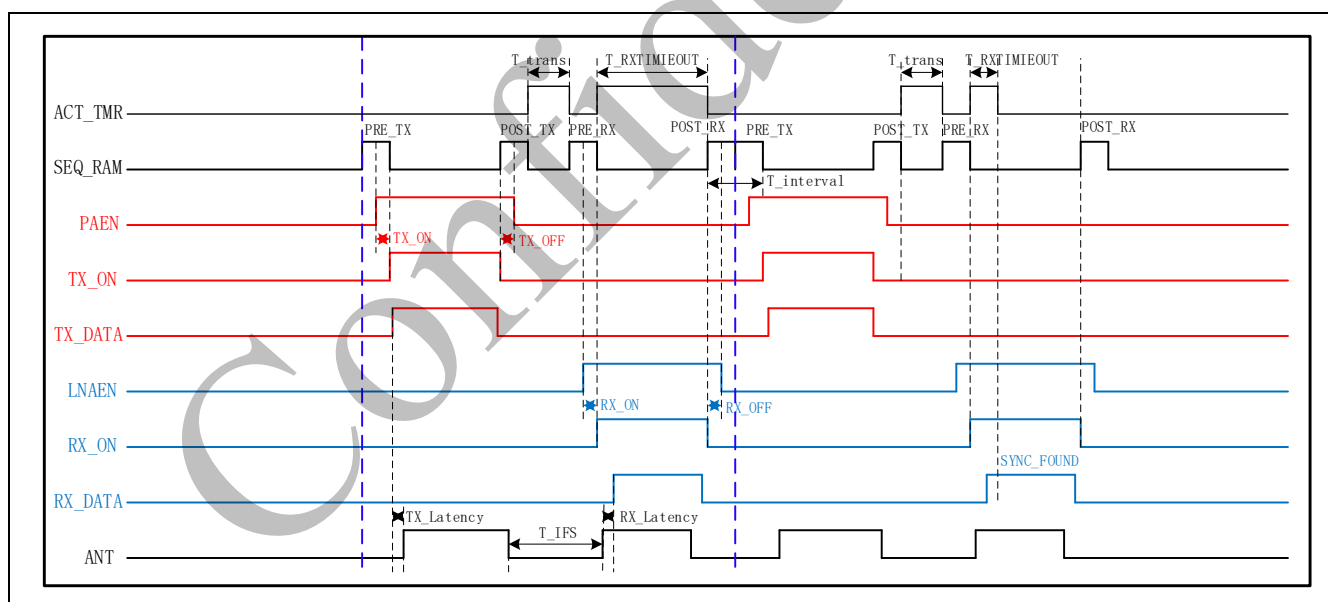 T_trans T_RXTIMIEOUT T_trans T_RXTIMIEOUT
ACT_TMR
PRE_TX POST_TX PRE_RX POST_RX PRE_TX POST_TX PRE_RX POST_RX
SEQ_RAM
T_interval
PAEN
TX_ON TX_OFF
TX_ON
TX_DATA
LNAEN
RX_ON RX_OFF
RX_ON
SYNC_FOUND
RX_DATA
TX_Latency RX_Latency
T_IFS
ANT
Confid